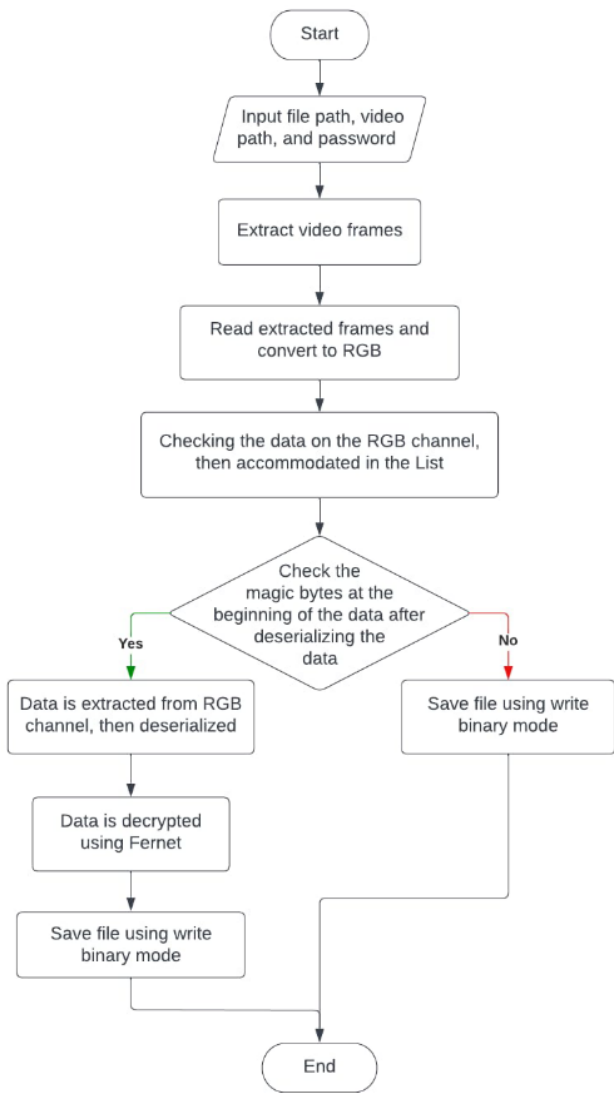 Start
Input file path, video
path, and password
Extract video frames
Read extracted frames and
convert to RGB
Checking the data on the RGB channel,
then accommodated in the List
Check the
magic bytes at the
beginning of the data after
deserializing the
data
Yes
No
Data is extracted from RGB
channel, then deserialized
Save file using write
binary mode
Data is decrypted
using Fernet
Save file using write
binary mode
End